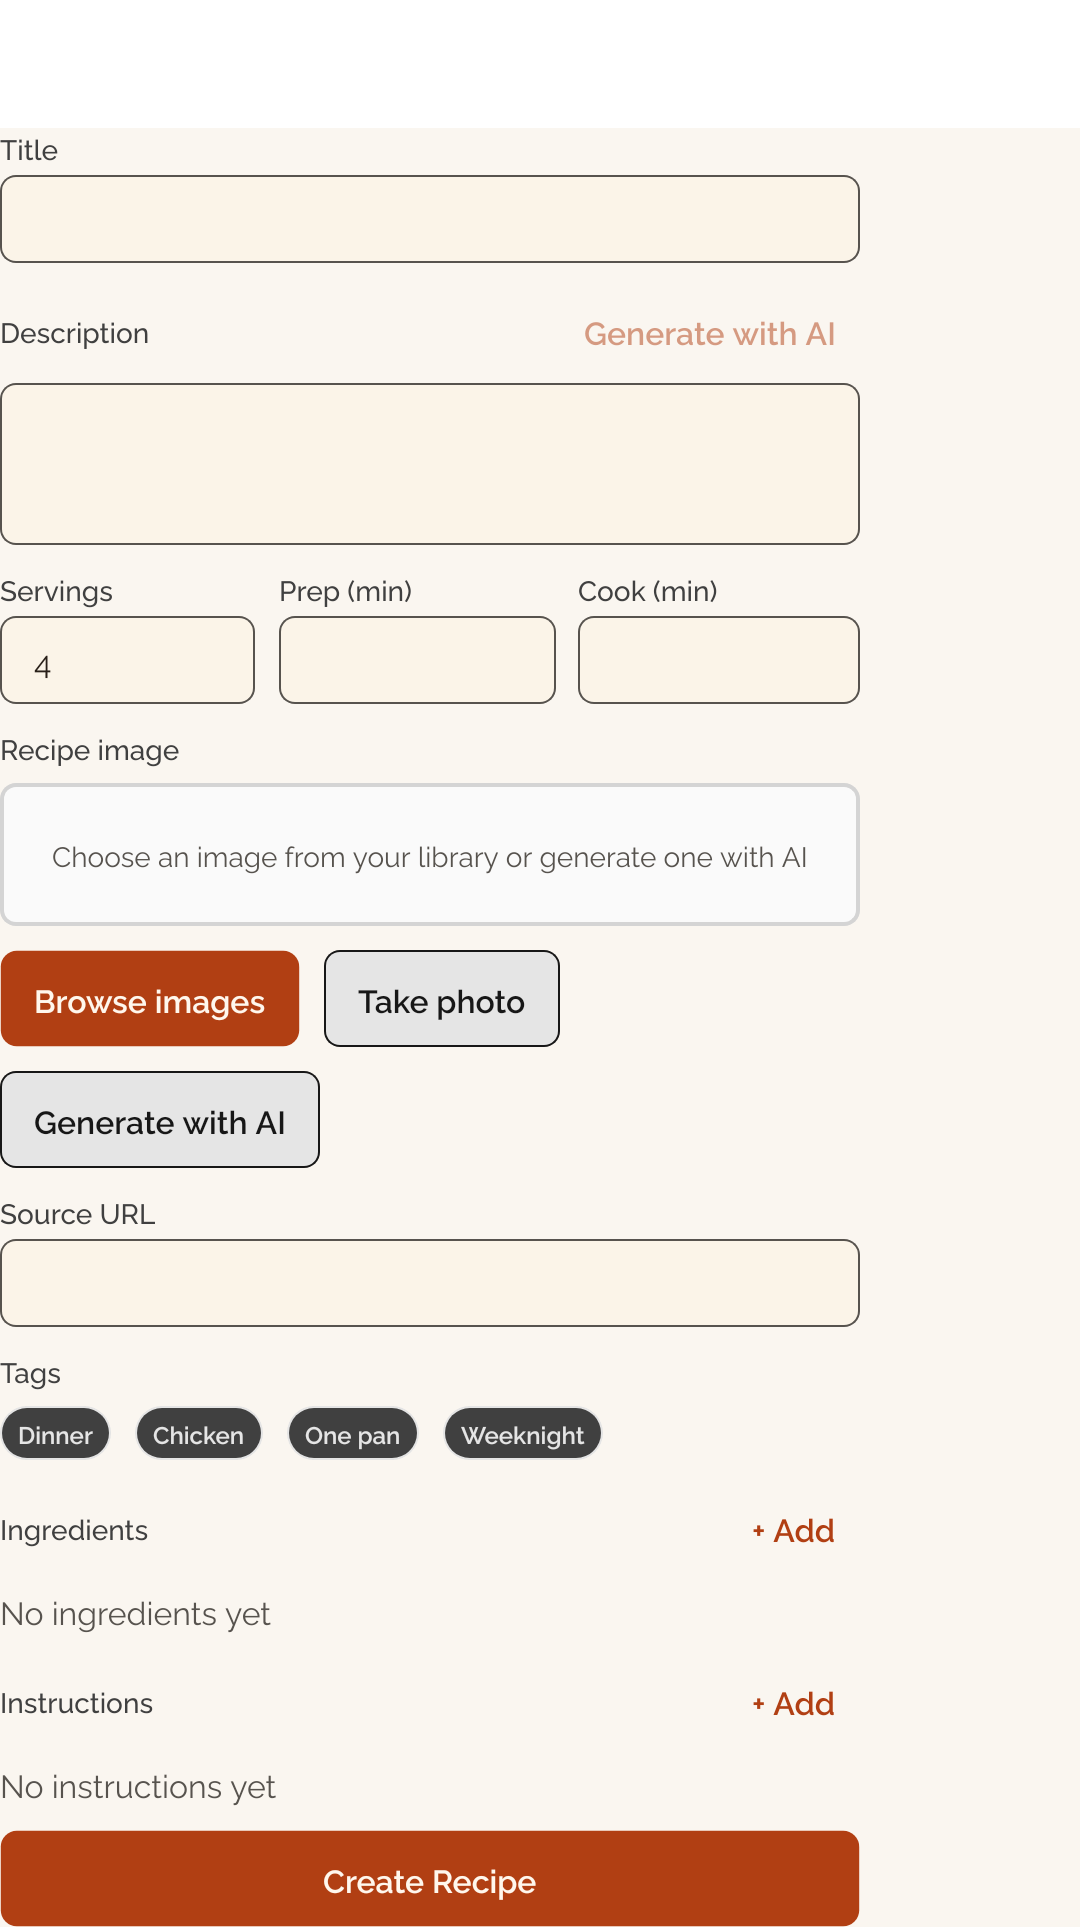 Title
Description Generate with AI
Servings Prep (min) Cook (min)
4
Recipe image
Choose an image from your library or generate one with AI
Browse images Take photo
Generate with AI
Source URL
Tags
Dinner Chicken One pan Weeknight
Ingredients + Add
No ingredients yet
Instructions + Add
No instructions yet
Create Recipe